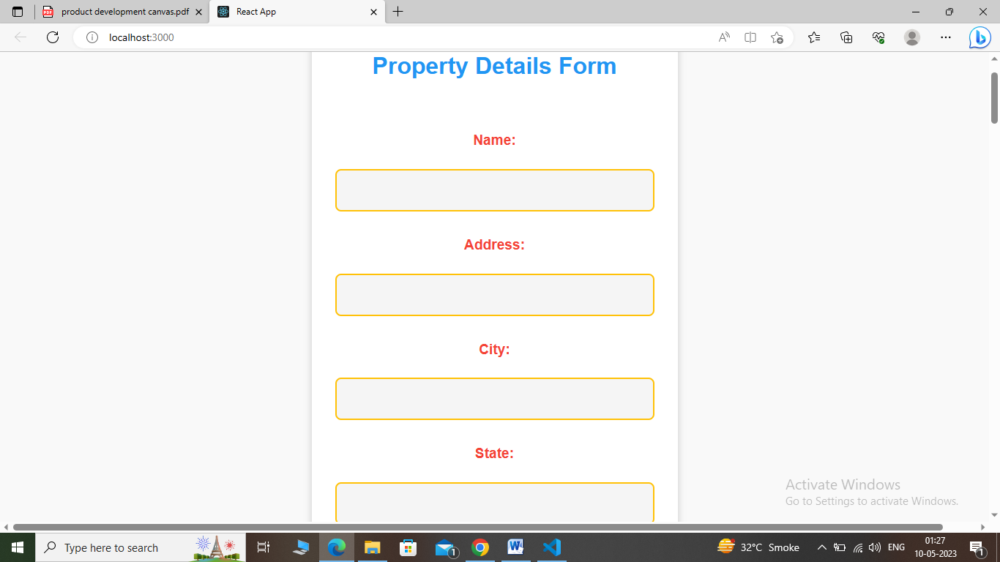 product development canvas.pdf
React App
localhost:3000
Property Details Form
Name:
Address:
City:
State:
Activate Windows
Go to Settings to activate Windows.
Type here to search
1
32°C Smoke
ENG
01:27
10-05-2023
1